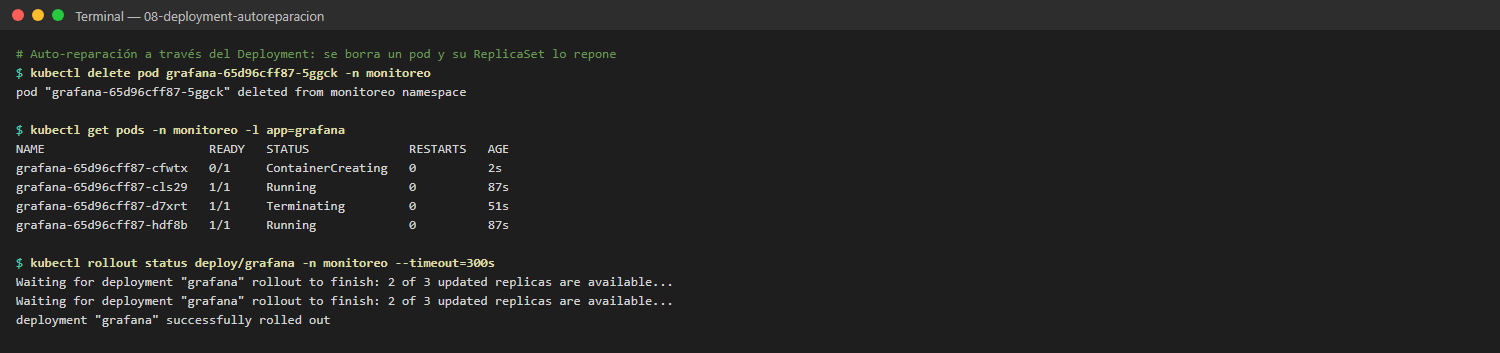 Terminal — 08-deployment-autoreparacion
# Auto-reparación a través del Deployment: se borra un pod y su ReplicaSet lo repone
$ kubectl delete pod grafana-65d96cff87-5ggck -n monitoreo
pod "grafana-65d96cff87-5ggck" deleted from monitoreo namespace
$ kubectl get pods -n monitoreo -l app=grafana
NAME                           READY   STATUS              RESTARTS   AGE
grafana-65d96cff87-cfwtx   0/1     ContainerCreating   0          2s
grafana-65d96cff87-cls29   1/1     Running             0          87s
grafana-65d96cff87-d7xrt   1/1     Terminating         0          51s
grafana-65d96cff87-hdf8b   1/1     Running             0          87s
$ kubectl rollout status deploy/grafana -n monitoreo --timeout=300s
Waiting for deployment "grafana" rollout to finish: 2 of 3 updated replicas are available...
Waiting for deployment "grafana" rollout to finish: 2 of 3 updated replicas are available...
deployment "grafana" successfully rolled out